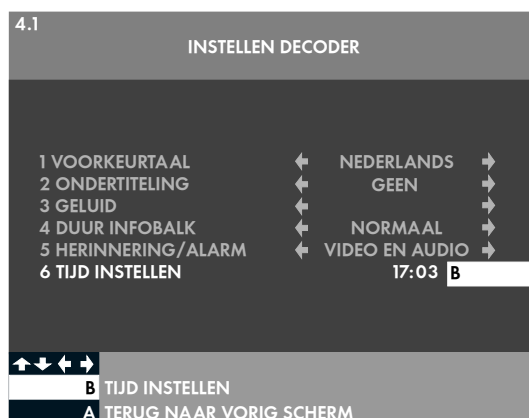 4.1
INSTELLEN DECODER
1 VOORKEURTAAL NEDERLANDS
2 ONDERTITELING GEEN
3 GELUID
4 DUUR INFOBALK NORMAAL
5 HERINNERING/ALARM VIDEO EN AUDIO
6 TIJD INSTELLEN 17:03 B
B TIJD INSTELLEN
A TERUG NAAR VORIG SCHERM